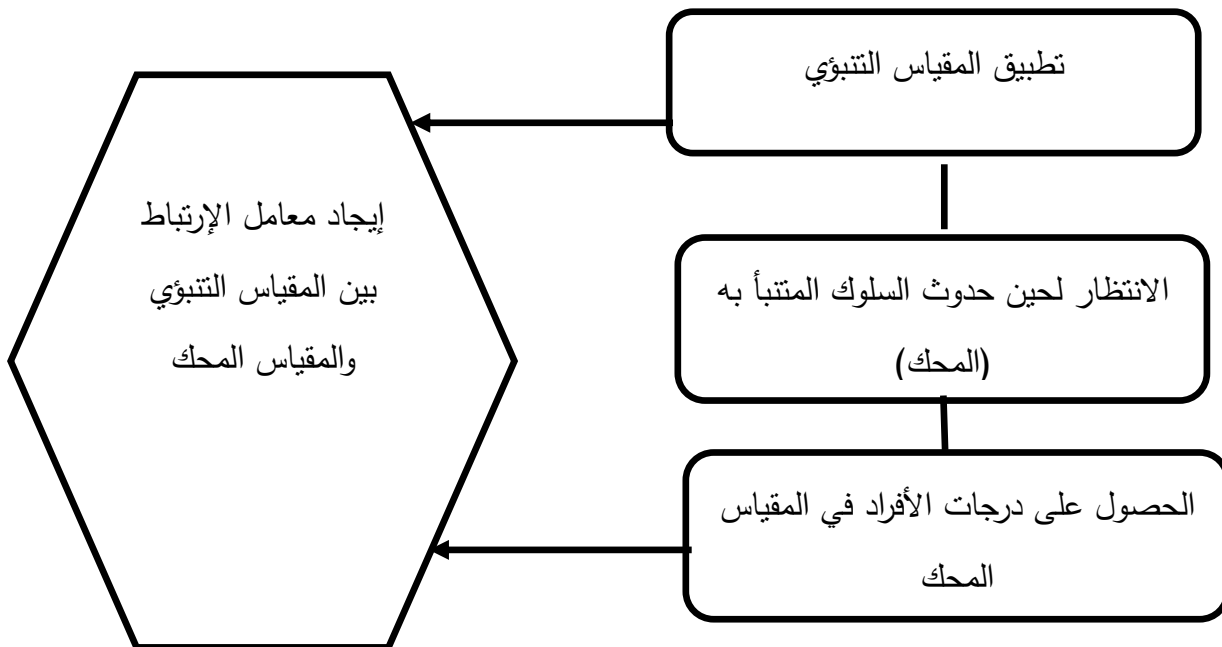 تطبيق المقياس التنبؤي
الانتظار لحين حدوث السلوك المتنبأ به
(المحك)
الحصول على درجات الأفراد في المقياس
المحك
إيجاد معامل الإرتباط
بين المقياس التنبؤي
والمقياس المحك